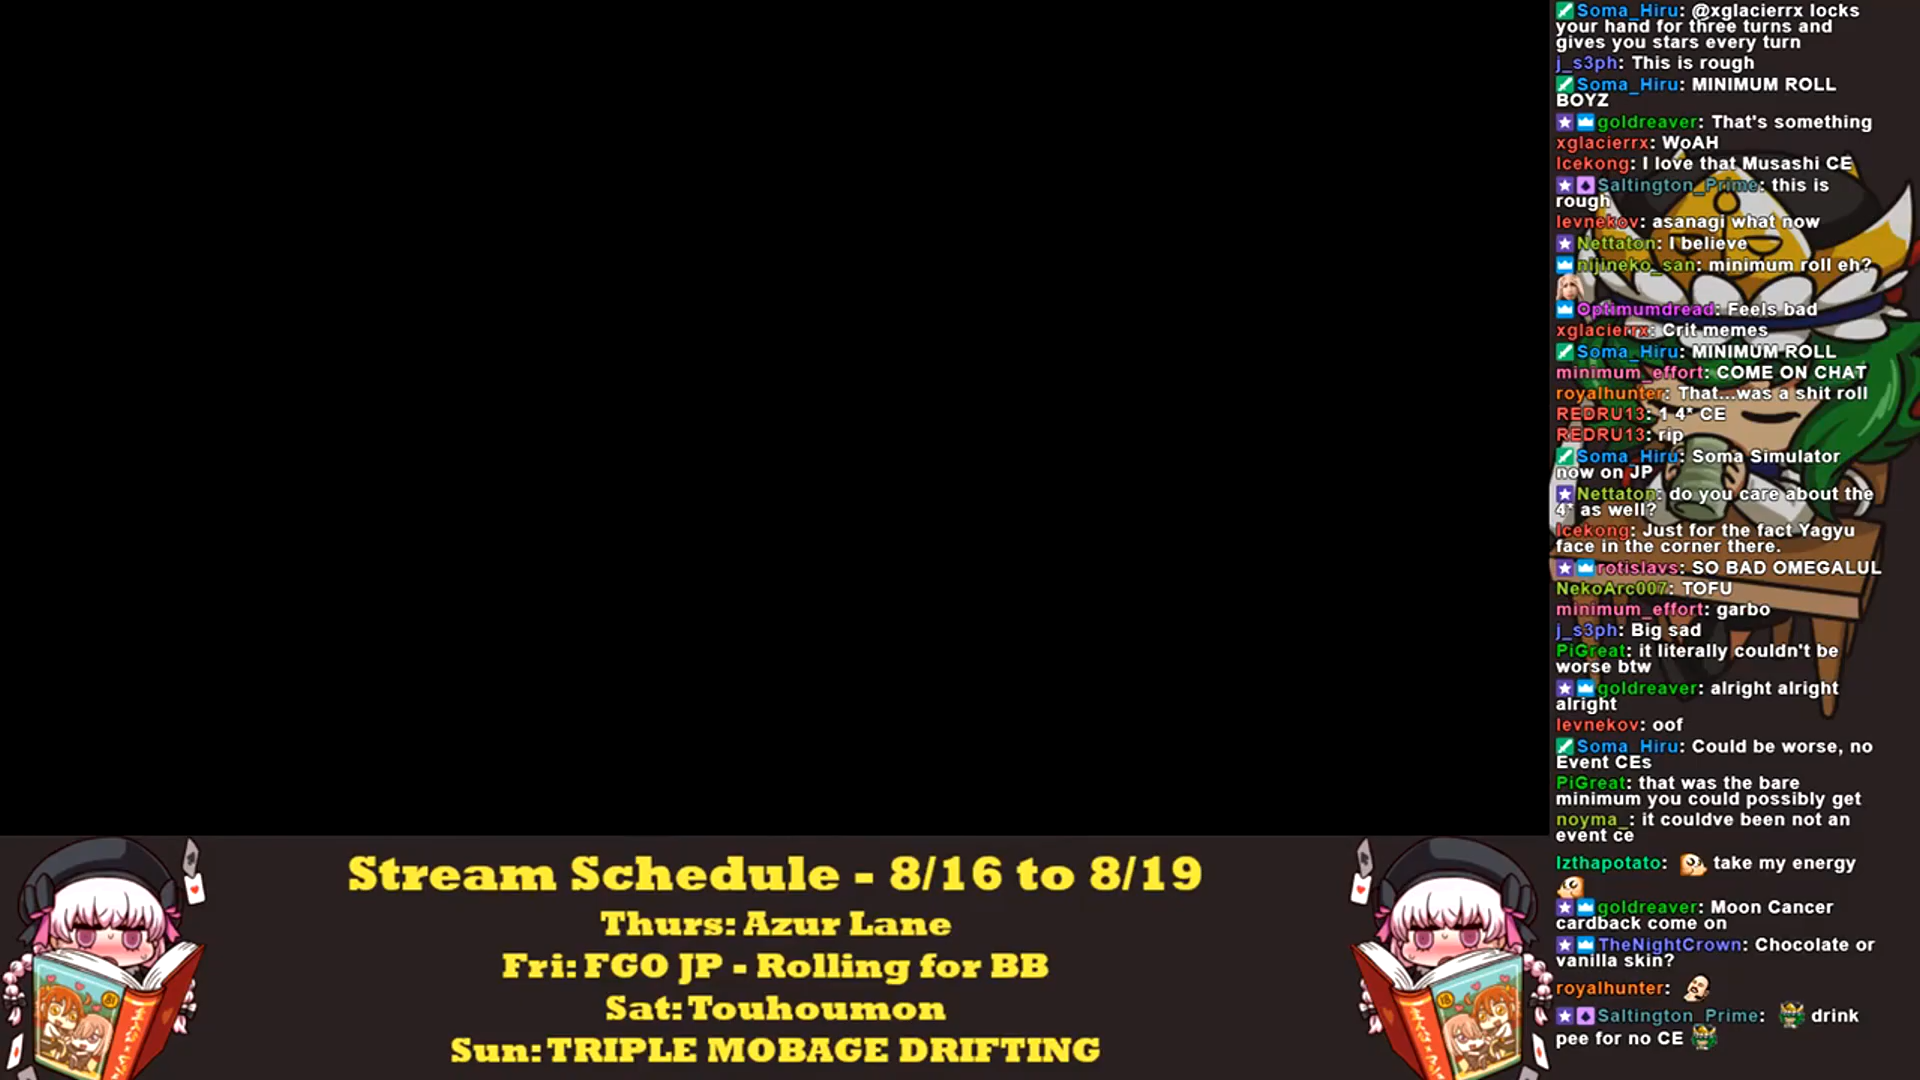 Soma_Hiru: @xglacierrx locks
your hand for three turns and
gives you stars every turn
j_s3ph: This is rough
Soma_Hiru: MINIMUM ROLL
BOYZ
goldreaver: That's something
xglacierrx: WoAH
Icekong: I love that Musashi CE
Saltington_Prime: this is
rough
levnekov: asanagi what now
Nettaton: I believe
nijineko_san: minimum roll eh?
Optimumdread: Feels bad
xglacierrx: Crit memes
Soma_Hiru: MINIMUM ROLL
minimum_effort: COME ON CHAT
royalhunter: That...was a shit roll
REDRU13: 1 4* CE
REDRU13: rip
Soma_Hiru: Soma Simulator
now on JP
Nettaton: do you care about the
4* as well?
Icekong: Just for the fact Yagyu
face in the corner there.
rotislavs: SO BAD OMEGALUL
NekoArc007: TOFU
minimum_effort: garbo
j_s3ph: Big sad
PiGreat: it literally couldn't be
worse btw
goldreaver: alright alright
alright
levnekov: oof
Soma_Hiru: Could be worse, no
Event CEs
PiGreat: that was the bare
minimum you could possibly get
noyma_: it couldve been not an
event ce
Izthapotato: take my energy
goldreaver: Moon Cancer
cardback come on
TheNightCrown: Chocolate or
vanilla skin?
royalhunter:
Saltington_Prime: drink
pee for no CE
Stream Schedule - 8/16 to 8/19
Thurs: Azur Lane
Fri: FGO JP - Rolling for BB
Sat: Touhoumon
Sun: TRIPLE MOBAGE DRIFTING